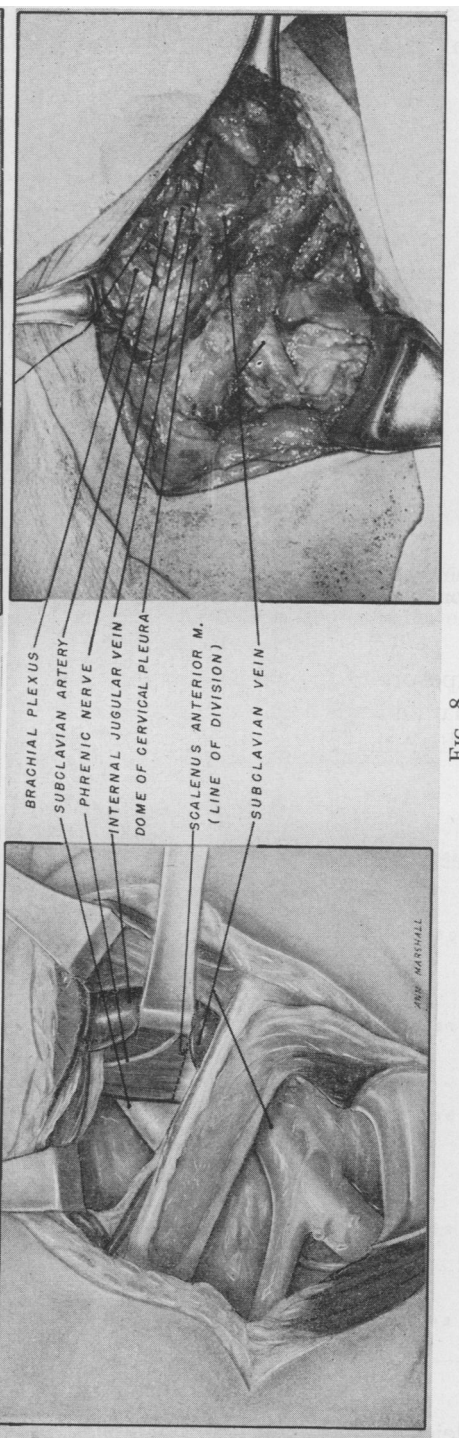 BRACHIAL PLEXUS
SUBCLAVIAN ARTERY
PHRENIC NERVE
INTERNAL JUGULAR VEIN
DOME OF CERVICAL PLEURA
SCALENUS ANTERIOR M.
(LINE OF DIVISION)
SUBCLAVIAN VEIN
ANN MARSHALL
FIG. 8